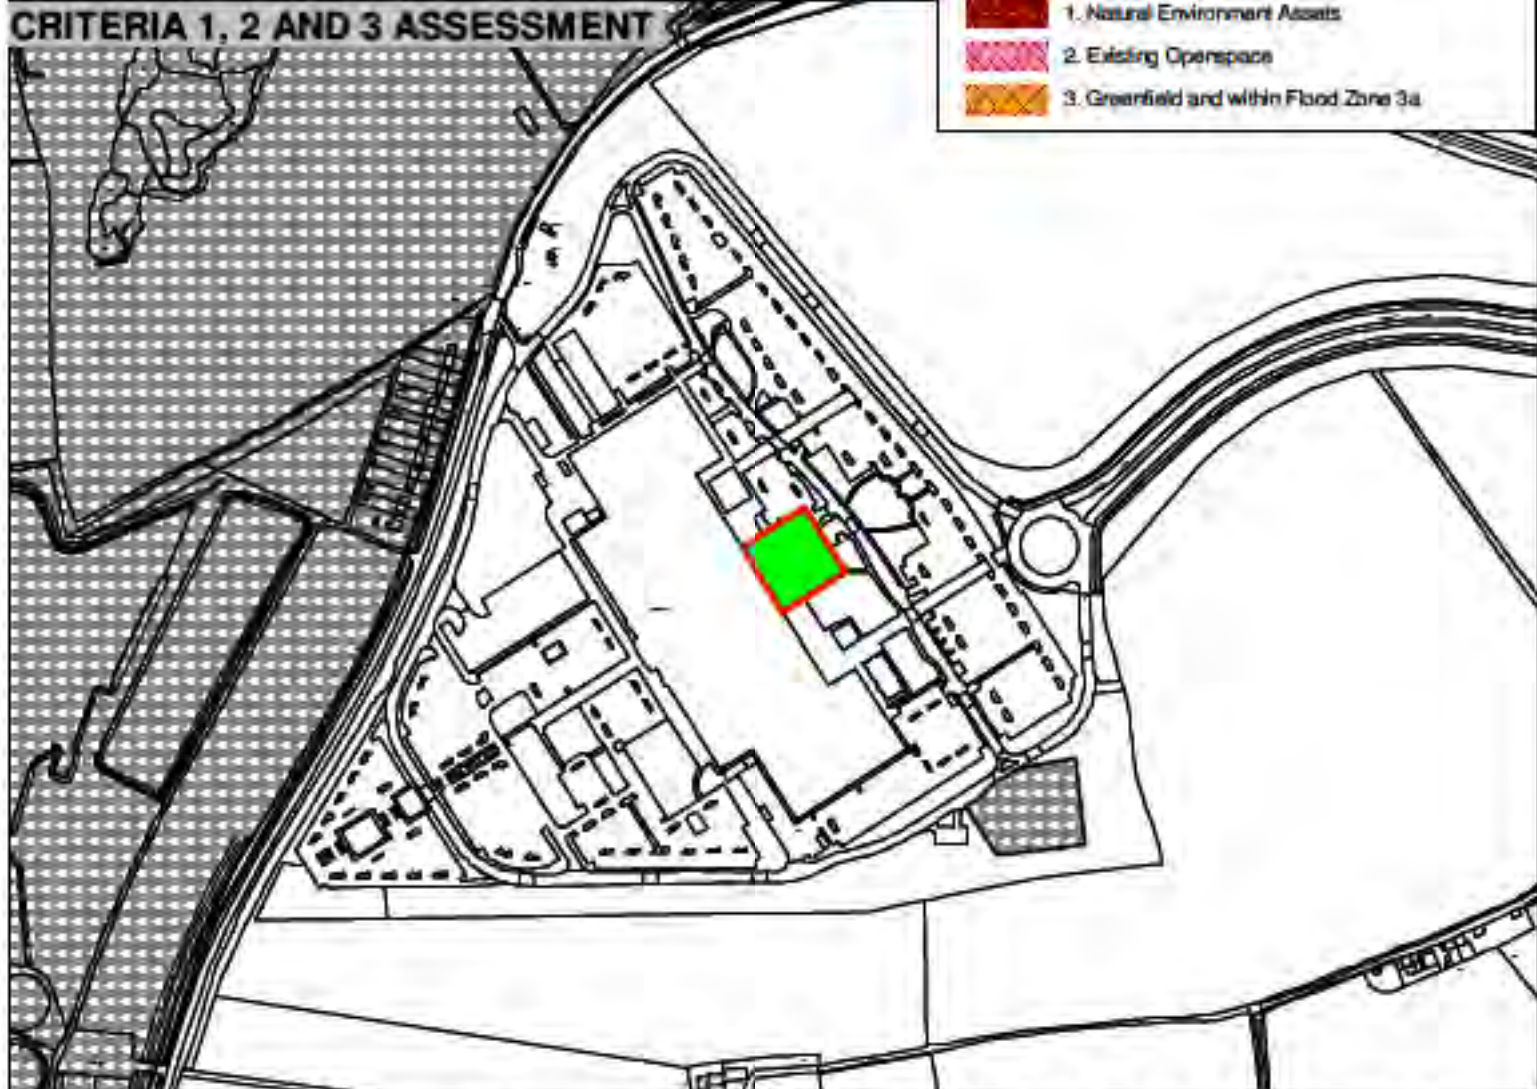 CRITERIA 1, 2 AND 3 ASSESSMENT
1. Natural Environment Assets
2. Existing Openspace
3. Greenfield and within Flood Zone 3a